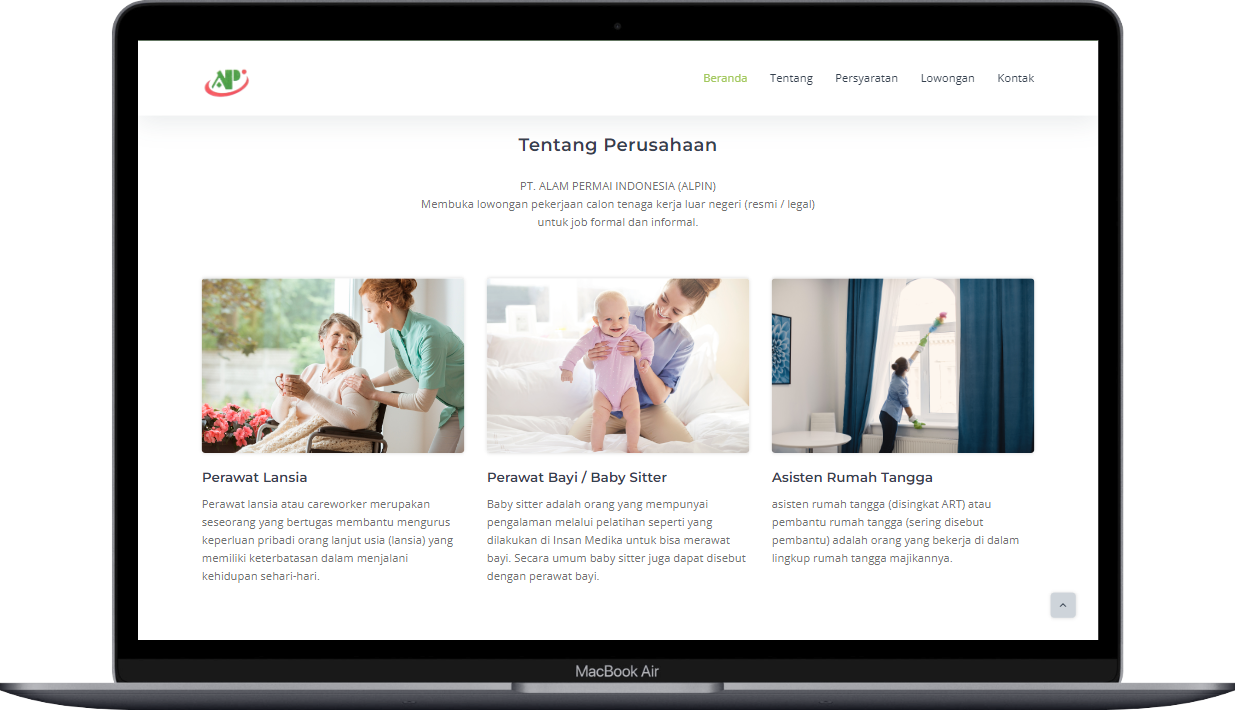 API
Beranda Tentang Persyaratan Lowongan Kontak
Tentang Perusahaan
PT. ALAM PERMAI INDONESIA (ALPIN)
Membuka lowongan pekerjaan calon tenaga kerja luar negeri (resmi / legal)
untuk job formal dan informal.
Perawat Lansia
Perawat lansia atau careworker merupakan
seseorang yang bertugas membantu mengurus
keperluan pribadi orang lanjut usia (lansia) yang
memiliki keterbatasan dalam menjalani
kehidupan sehari-hari.
Perawat Bayi / Baby Sitter
Baby sitter adalah orang yang mempunyai
pengalaman melalui pelatihan seperti yang
dilakukan di Insan Medika untuk bisa merawat
bayi. Secara umum baby sitter juga dapat disebut
dengan perawat bayi.
Asisten Rumah Tangga
asisten rumah tangga (disingkat ART) atau
pembantu rumah tangga (sering disebut
pembantu) adalah orang yang bekerja di dalam
lingkup rumah tangga majikannya.
MacBook Air